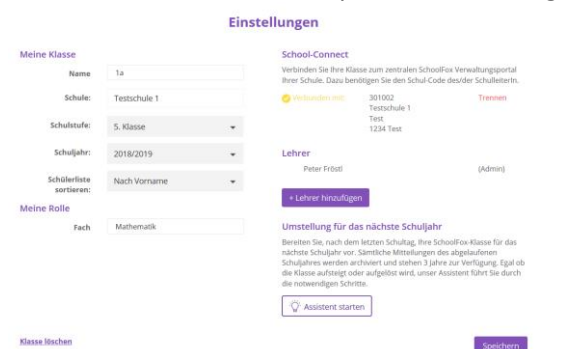 Einstellungen
Meine Klasse
Name
1a
Schule:
Testschule 1
Schulstufe:
5. Klasse
Schuljahr:
2018/2019
Schülerliste
sortieren:
Nach Vorname
Meine Rolle
Fach
Mathematik
Klasse löschen
School-Connect
Verbinden Sie Ihre Klasse zum zentralen SchoolFox Verwaltungsportal
Ihrer Schule. Dazu benötigen Sie den Schul-Code des/der SchulleiterIn.
Verbunden mit:
301002
Trennen
Testschule 1
Test
1234 Test
Lehrer
Peter Fröstl
(Admin)
+ Lehrer hinzufügen
Umstellung für das nächste Schuljahr
Bereiten Sie, nach dem letzten Schultag, Ihre SchoolFox-Klasse für das
nächste Schuljahr vor. Sämtliche Mitteilungen des abgelaufenen
Schuljahres werden archiviert und stehen 3 Jahre zur Verfügung. Egal ob
die Klasse aufsteigt oder aufgelöst wird, unser Assistent führt Sie durch
die notwendigen Schritte.
Assistent starten
Speichern